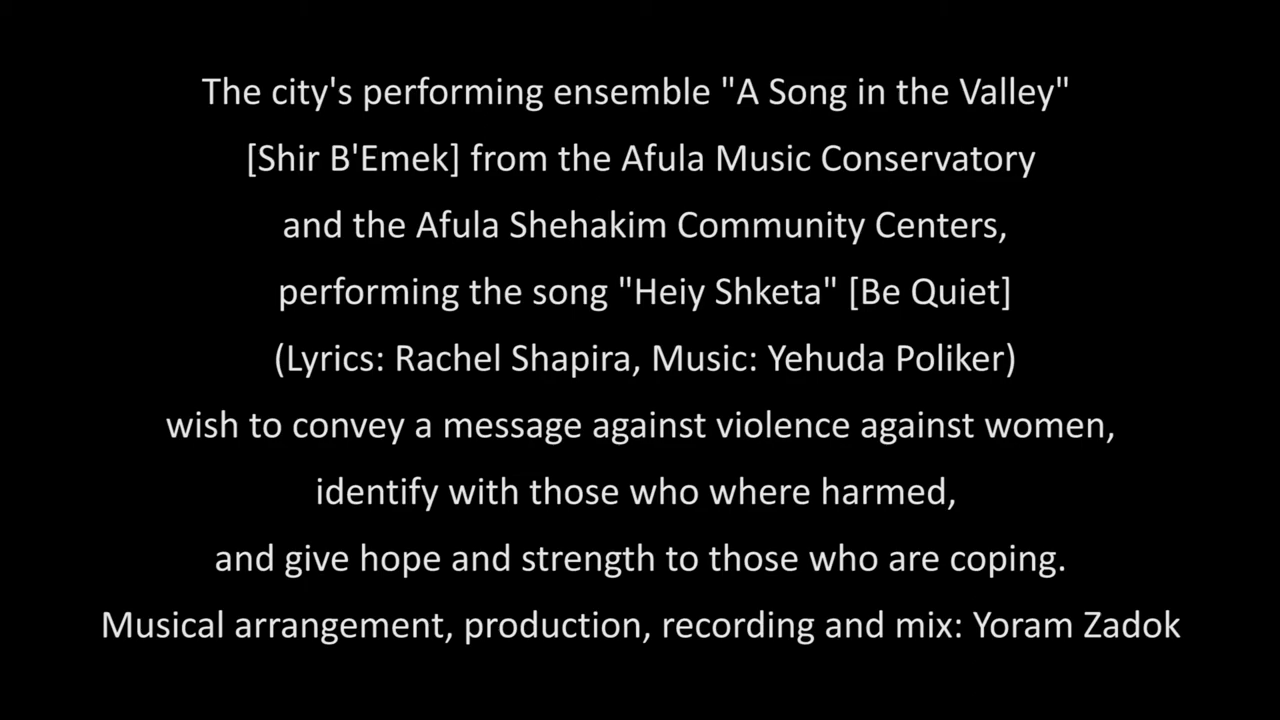 The city's performing ensemble "A Song in the Valley"
[Shir B'Emek] from the Afula Music Conservatory
and the Afula Shehakim Community Centers,
performing the song "Heiy Shketa" [Be Quiet]
(Lyrics: Rachel Shapira, Music: Yehuda Poliker)
wish to convey a message against violence against women,
identify with those who where harmed,
and give hope and strength to those who are coping.
Musical arrangement, production, recording and mix: Yoram Zadok